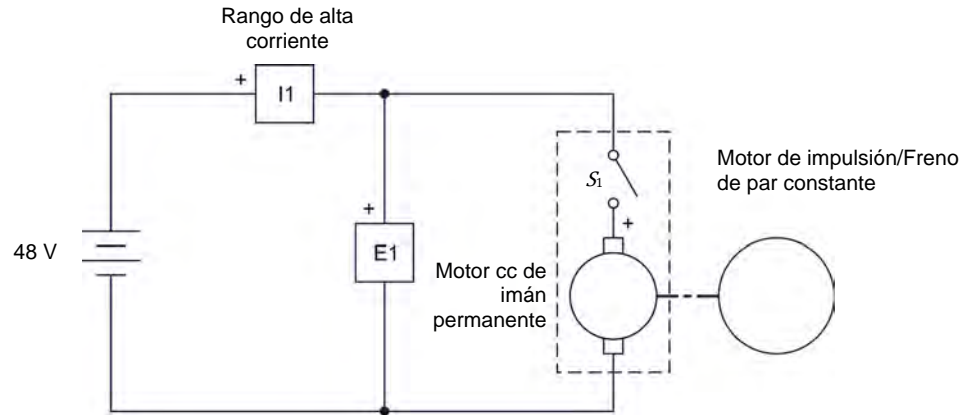 Rango de alta
corriente
+
I1
48 V
+
E1
S₁
+
Motor cc de
imán
permanente
Motor de impulsión/Freno
de par constante